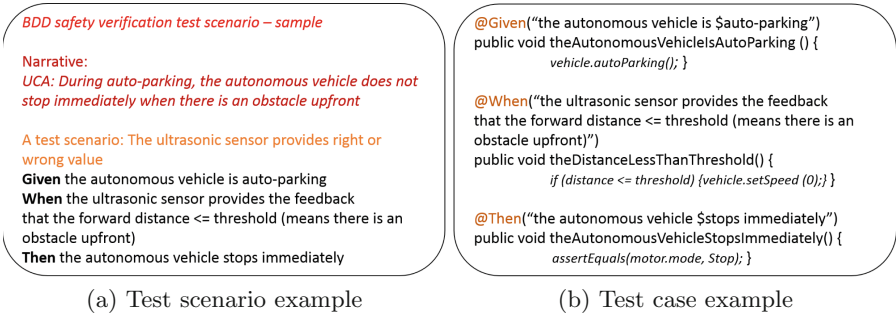 BDD safety verification test scenario – sample
Narrative:
UCA: During auto-parking, the autonomous vehicle does not
stop immediately when there is an obstacle upfront
A test scenario: The ultrasonic sensor provides right or
wrong value
Given the autonomous vehicle is auto-parking
When the ultrasonic sensor provides the feedback
that the forward distance <= threshold (means there is an
obstacle upfront)
Then the autonomous vehicle stops immediately
(a) Test scenario example
@Given(“the autonomous vehicle is $auto-parking”)
public void theAutonomousVehicleIsAutoParking () {
vehicle.autoParking(); }
@When(“the ultrasonic sensor provides the feedback
that the forward distance <= threshold (means there is an
obstacle upfront)”)
public void theDistanceLessThanThreshold() {
if (distance <= threshold) {vehicle.setSpeed (0);} }
@Then(“the autonomous vehicle $stops immediately”)
public void theAutonomousVehicleStopsImmediately() {
assertEquals(motor.mode, Stop); }
(b) Test case example